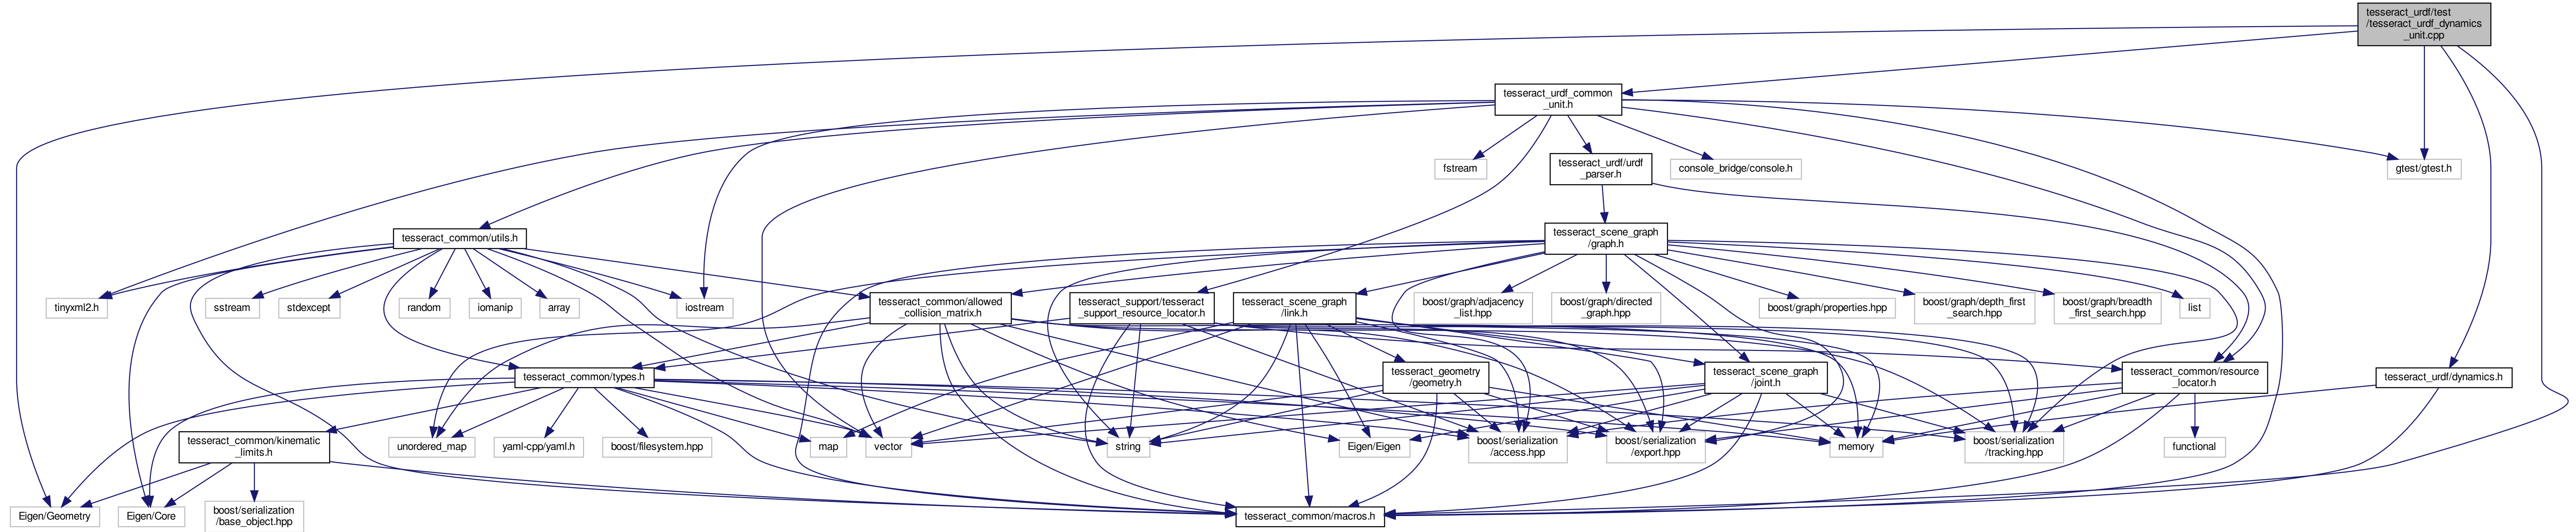 tesseract_urdf/test
/tesseract_urdf_dynamics
_unit.cpp
tesseract_urdf_common
_unit.h
fstream
tesseract_urdf/urdf
_parser.h
console_bridge/console.h
gtest/gtest.h
tesseract_common/utils.h
tesseract_scene_graph
/graph.h
tinyxml2.h
sstream
stdexcept
random
iomanip
array
iostream
tesseract_common/allowed
_collision_matrix.h
tesseract_support/tesseract
_support_resource_locator.h
tesseract_scene_graph
/link.h
boost/graph/adjacency
_list.hpp
boost/graph/directed
_graph.hpp
boost/graph/properties.hpp
boost/graph/depth_first
_search.hpp
boost/graph/breadth
_first_search.hpp
list
tesseract_common/types.h
tesseract_geometry
/geometry.h
tesseract_scene_graph
/joint.h
tesseract_common/resource
_locator.h
tesseract_urdf/dynamics.h
tesseract_common/kinematic
_limits.h
unordered_map
yaml-cpp/yaml.h
boost/filesystem.hpp
map
vector
string
Eigen/Eigen
boost/serialization
/access.hpp
boost/serialization
/export.hpp
memory
boost/serialization
/tracking.hpp
functional
Eigen/Geometry
Eigen/Core
boost/serialization
/base_object.hpp
tesseract_common/macros.h